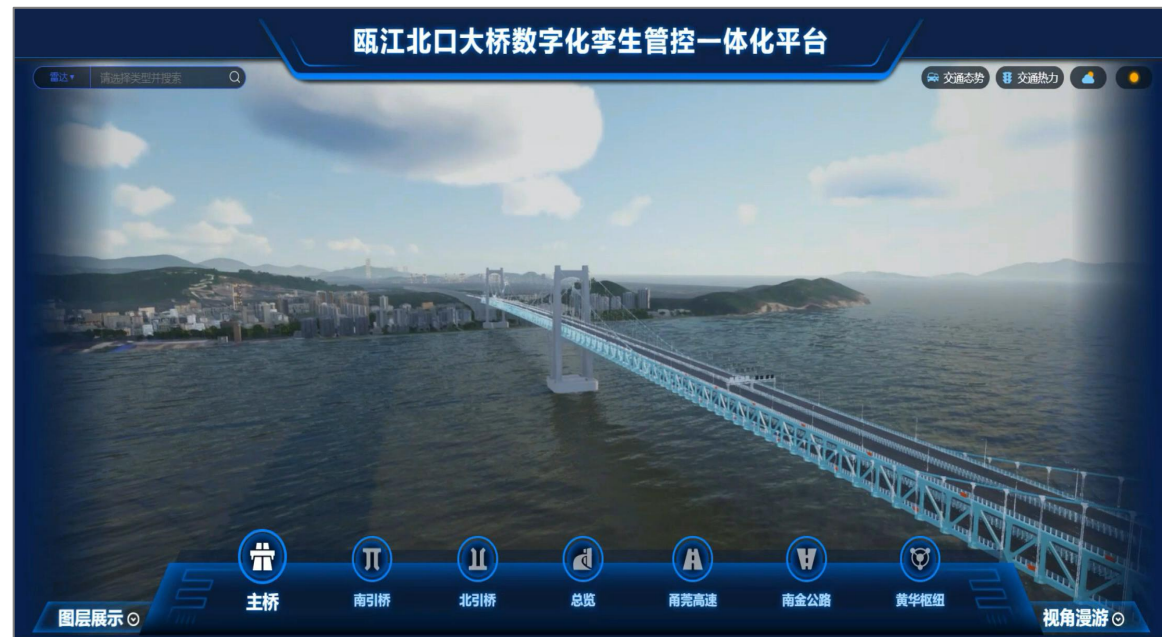 瓯江北口大桥数字化孪生管控一体化平台
雷达 请选择类型并搜索
交通态势 交通热力
主桥 南引桥 北引桥 总览 甬莞高速 南金公路 黄华枢纽
图层展示 视角漫游